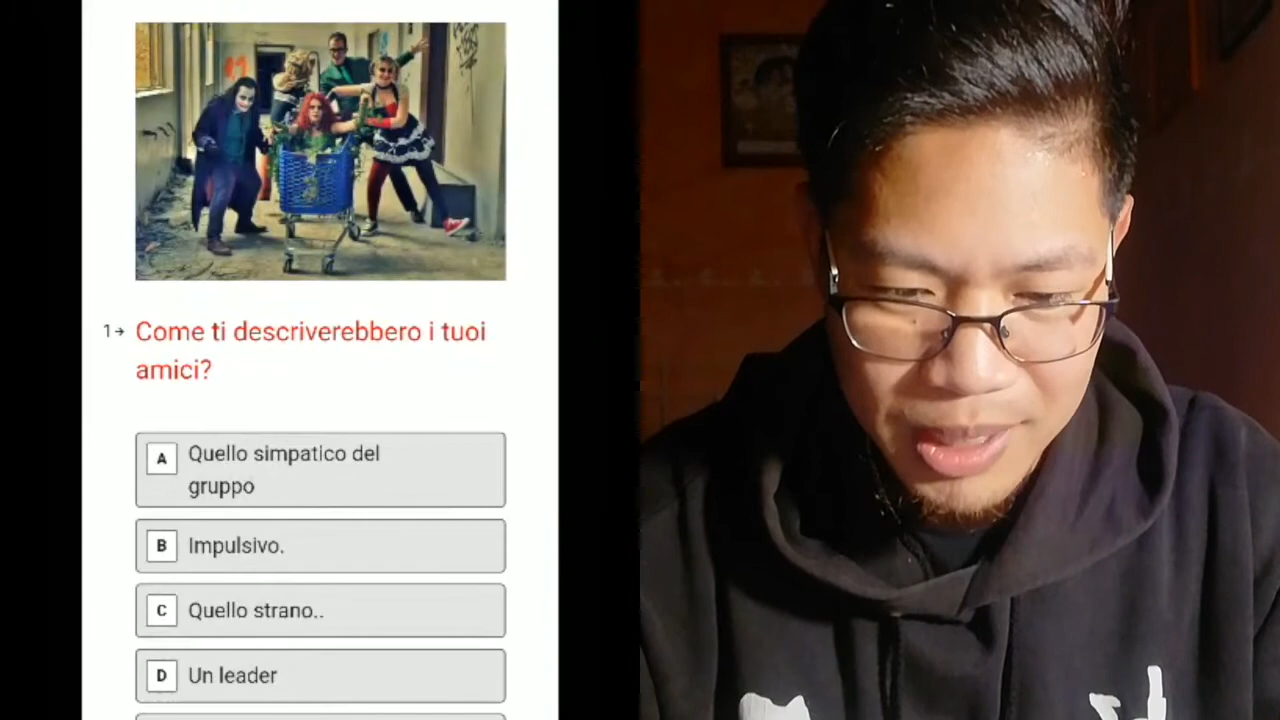 1→ Come ti descriverebbero i tuoi
amici?
A Quello simpatico del
gruppo
B Impulsivo.
C Quello strano..
D Un leader